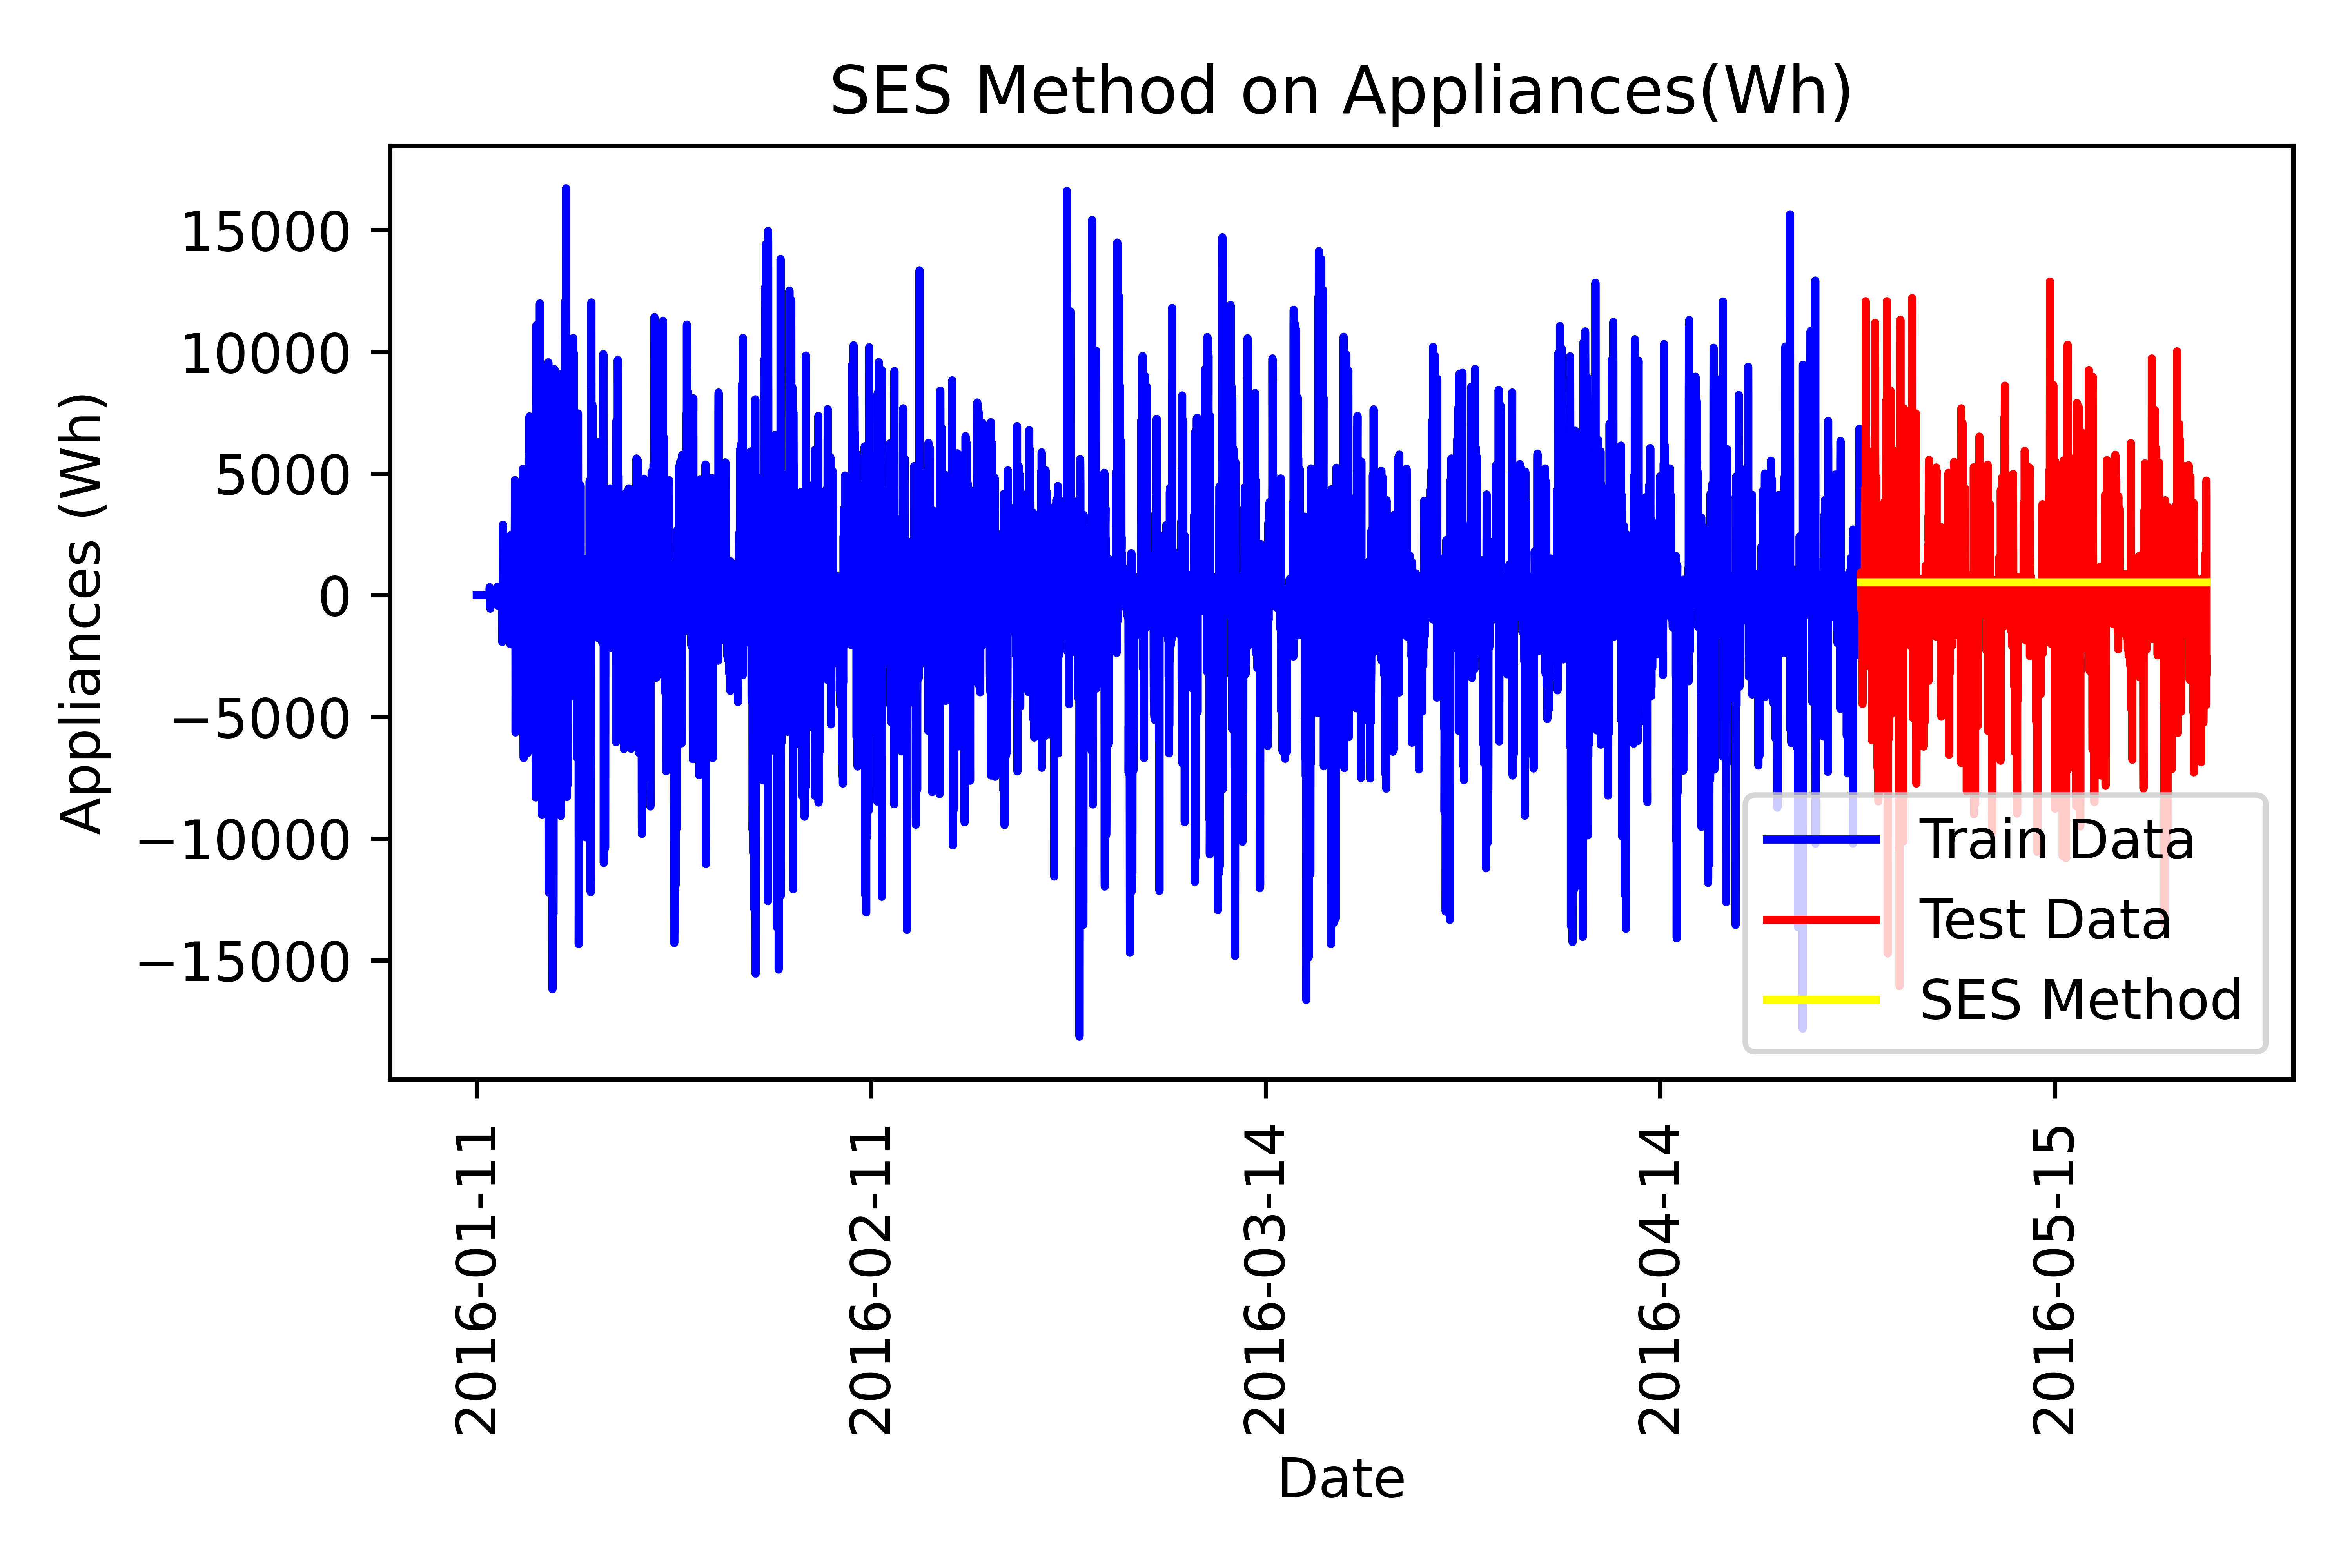 SES Method on Appliances(Wh)
Appliances (Wh)
15000
10000
5000
0
−5000
−10000
−15000
Train Data
Test Data
SES Method
2016-01-11
2016-02-11
2016-03-14
2016-04-14
2016-05-15
Date